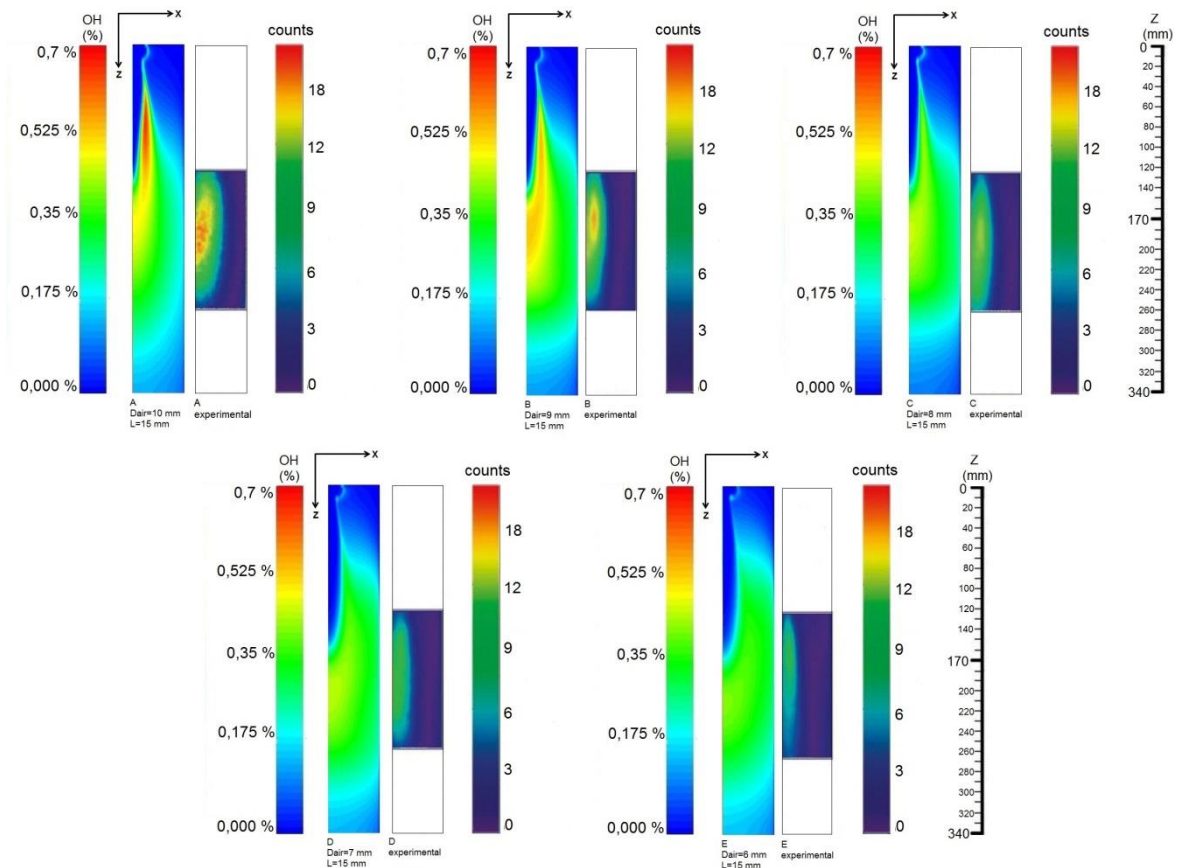 OH
(%)
x
z
counts
0,7 %
0,525 %
0,35 %
0,175 %
0,000 %
18
12
9
6
3
0
A
Dair=10 mm
L=15 mm
A
experimental
OH
(%)
x
z
counts
0,7 %
0,525 %
0,35 %
0,175 %
0,000 %
18
12
9
6
3
0
B
Dair=9 mm
L=15 mm
B
experimental
OH
(%)
x
z
counts
0,7 %
0,525 %
0,35 %
0,175 %
0,000 %
18
12
9
6
3
0
C
Dair=8 mm
L=15 mm
C
experimental
Z
(mm)
0
20
40
60
80
100
120
140
170
200
220
240
260
280
300
340
OH
(%)
x
z
counts
0,7 %
0,525 %
0,35 %
0,175 %
0,000 %
18
12
9
6
3
0
D
Dair=7 mm
L=15 mm
D
experimental
OH
(%)
x
z
counts
0,7 %
0,525 %
0,35 %
0,175 %
0,000 %
18
12
9
6
3
0
E
Dair=6 mm
L=15 mm
E
experimental
Z
(mm)
0
20
40
60
80
100
120
140
170
200
220
240
260
280
300
340